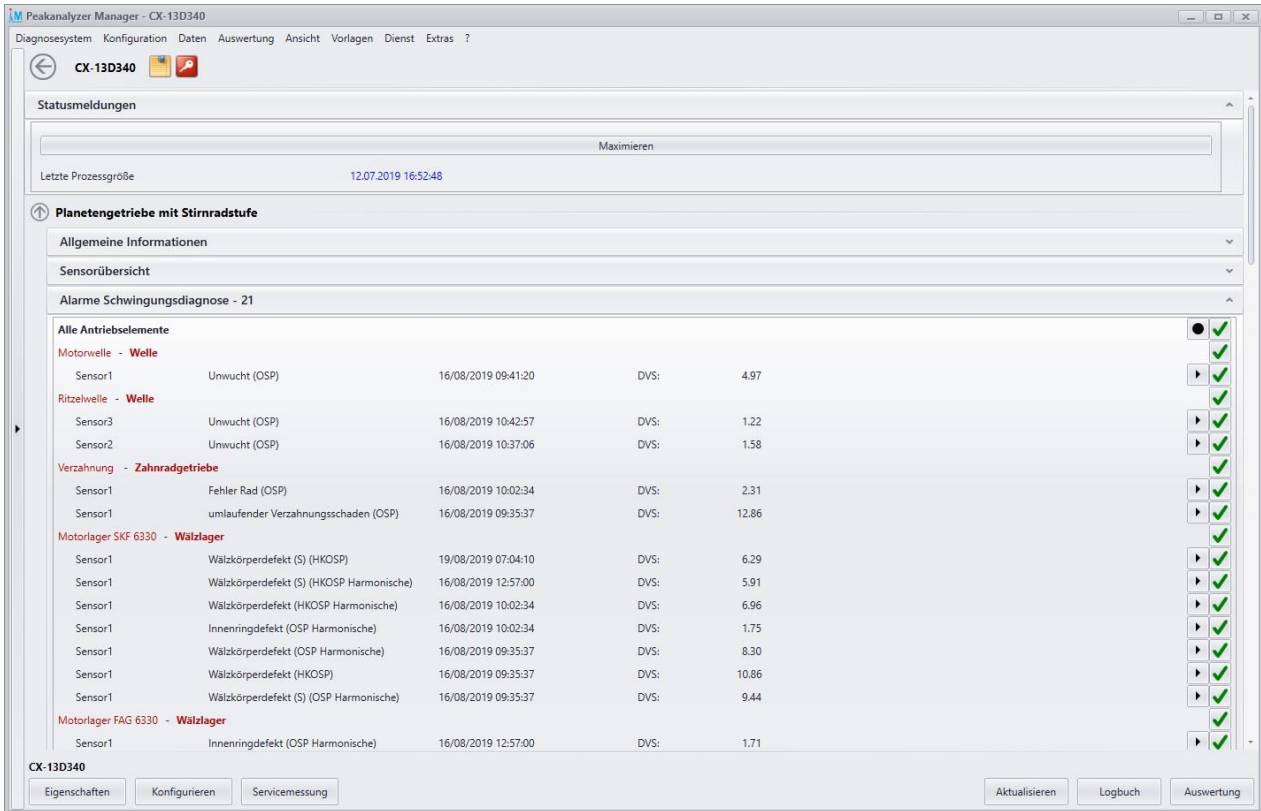 Peakanalyzer Manager - CX-13D340
Diagnosesystem Konfiguration Daten Auswertung Ansicht Vorlagen Dienst Extras ?
CX-13D340
Statusmeldungen
Maximieren
Letzte Prozessgröße 12.07.2019 16:52:48
Planetengetriebe mit Stirnradstufe
Allgemeine Informationen
Sensorübersicht
Alarme Schwingungsdiagnose - 21
Alle Antriebselemente
Motorwelle - Welle
Sensor1 Unwucht (OSP) 16/08/2019 09:41:20 DVS: 4.97
Ritzelwelle - Welle
Sensor3 Unwucht (OSP) 16/08/2019 10:42:57 DVS: 1.22
Sensor2 Unwucht (OSP) 16/08/2019 10:37:06 DVS: 1.58
Verzahnung - Zahnradgetriebe
Sensor1 Fehler Rad (OSP) 16/08/2019 10:02:34 DVS: 2.31
Sensor1 umlaufender Verzahnungsschaden (OSP) 16/08/2019 09:35:37 DVS: 12.86
Motorlager SKF 6330 - Wälzlager
Sensor1 Wälzkörperdefekt (S) (HKOSP) 19/08/2019 07:04:10 DVS: 6.29
Sensor1 Wälzkörperdefekt (S) (HKOSP Harmonische) 16/08/2019 12:57:00 DVS: 5.91
Sensor1 Wälzkörperdefekt (HKOSP Harmonische) 16/08/2019 10:02:34 DVS: 6.96
Sensor1 Innenringdefekt (OSP Harmonische) 16/08/2019 10:02:34 DVS: 1.75
Sensor1 Wälzkörperdefekt (OSP Harmonische) 16/08/2019 09:35:37 DVS: 8.30
Sensor1 Wälzkörperdefekt (HKOSP) 16/08/2019 09:35:37 DVS: 10.86
Sensor1 Wälzkörperdefekt (S) (OSP Harmonische) 16/08/2019 09:35:37 DVS: 9.44
Motorlager FAG 6330 - Wälzlager
Sensor1 Innenringdefekt (OSP Harmonische) 16/08/2019 12:57:00 DVS: 1.71
CX-13D340
Eigenschaften Konfigurieren Servicemessung Aktualisieren Logbuch Auswertung